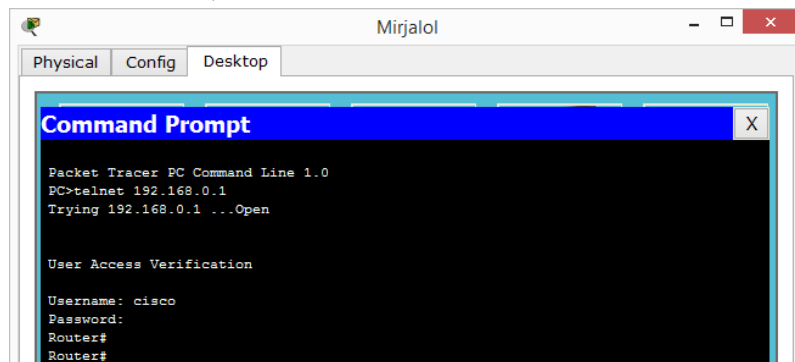 Mirjalol
Physical Config Desktop
Command Prompt X
Packet Tracer PC Command Line 1.0
PC>telnet 192.168.0.1
Trying 192.168.0.1 ...Open
User Access Verification
Username: cisco
Password:
Router#
Router#